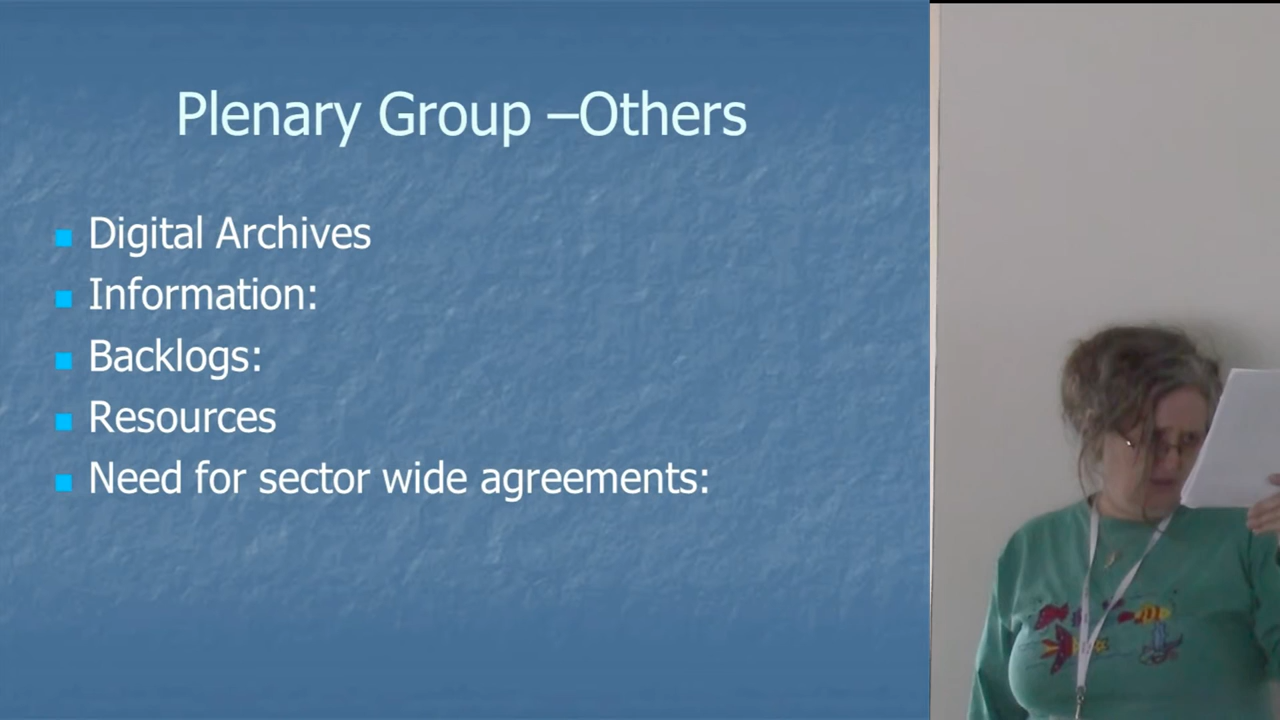 Plenary Group –Others
Digital Archives
Information:
Backlogs:
Resources
Need for sector wide agreements: